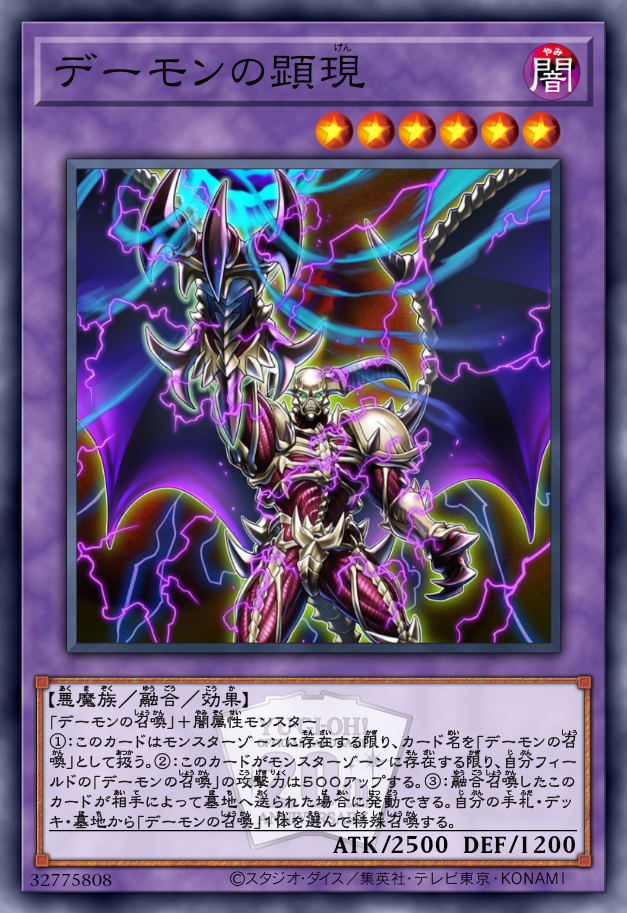 デーモンの顕現
闇
【悪魔族/融合/効果】
「デーモンの召喚」+闇属性モンスター
①:このカードはモンスターゾーンに存在する限り、カード名を「デーモンの召
喚」として扱う。②:このカードがモンスターゾーンに存在する限り、自分フィ
ールドの「デーモンの召喚」の攻撃力は500アップする。③:融合召喚したこの
カードが相手によって墓地へ送られた場合に発動できる。自分の手札・デッ
キ・墓地から「デーモンの召喚」1体を選んで特殊召喚する。
ATK/2500 DEF/1200
32775808
©スタジオ・ダイス/集英社・テレビ東京・KONAMI